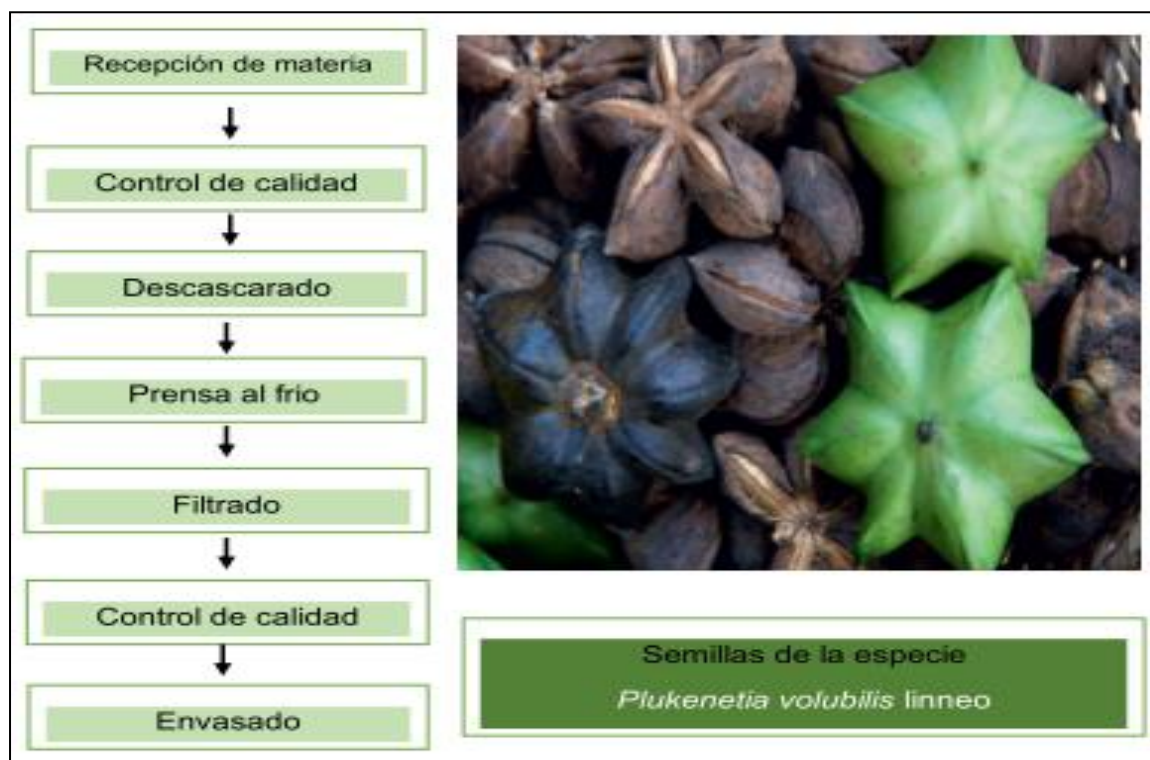 Recepción de materia
Control de calidad
Descascarado
Prensa al frio
Filtrado
Control de calidad
Envasado
Semillas de la especie
Plukenetia volubilis linneo